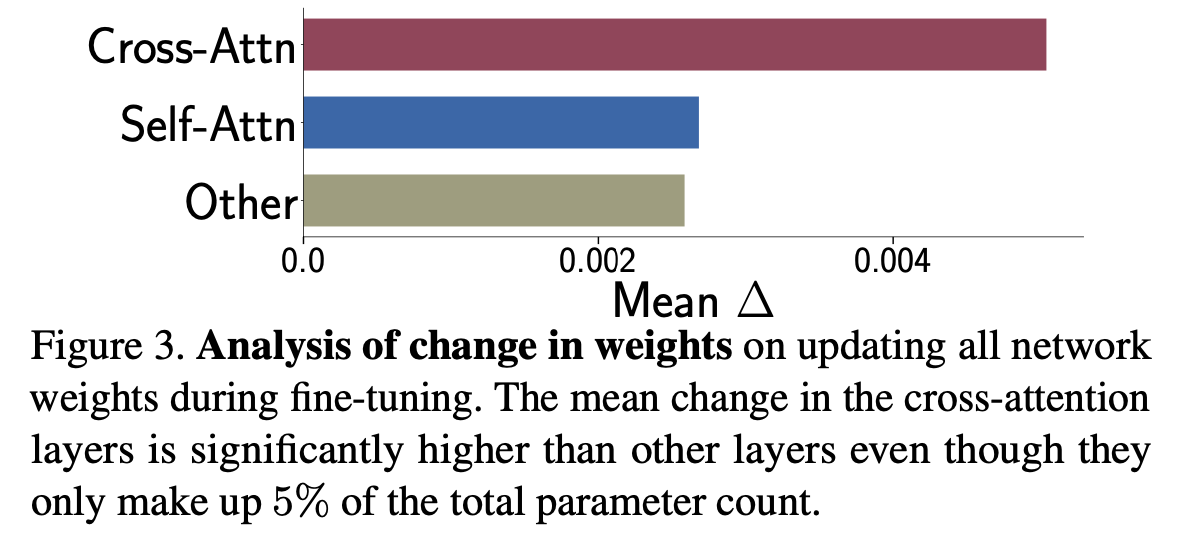 Cross-Attn
Self-Attn
Other
0.0 0.002 0.004
Mean Δ
Figure 3. Analysis of change in weights on updating all network
weights during fine-tuning. The mean change in the cross-attention
layers is significantly higher than other layers even though they
only make up 5% of the total parameter count.